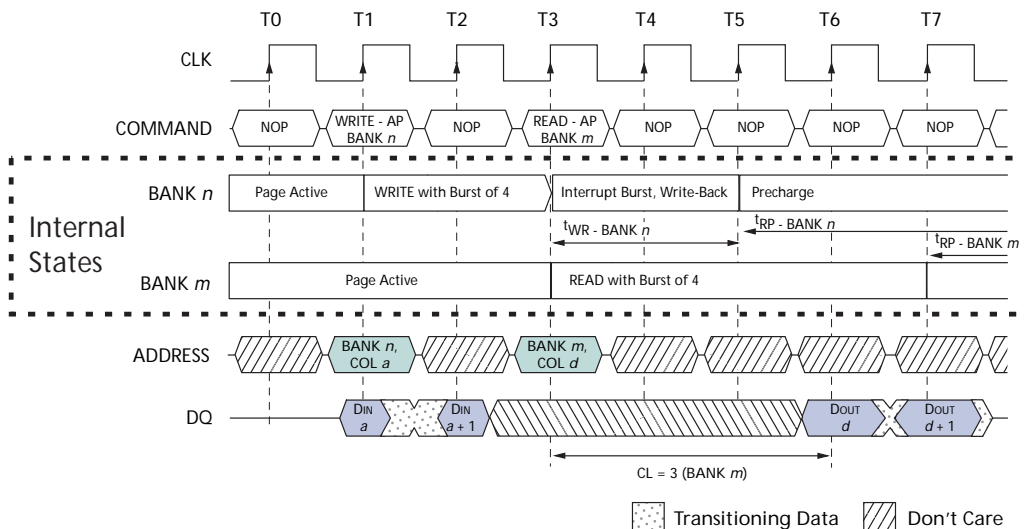 T0 T1 T2 T3 T4 T5 T6 T7
CLK
COMMAND NOP WRITE - AP BANK n NOP READ - AP BANK m NOP NOP NOP NOP
Internal States
BANK n Page Active WRITE with Burst of 4 Interrupt Burst, Write-Back Precharge
tWR - BANK n tRP - BANK n
tRP - BANK m
BANK m Page Active READ with Burst of 4
ADDRESS BANK n, COL a BANK m, COL d
DQ DIN a DIN a + 1 DOUT d DOUT d + 1
CL = 3 (BANK m)
Transitioning Data Don't Care